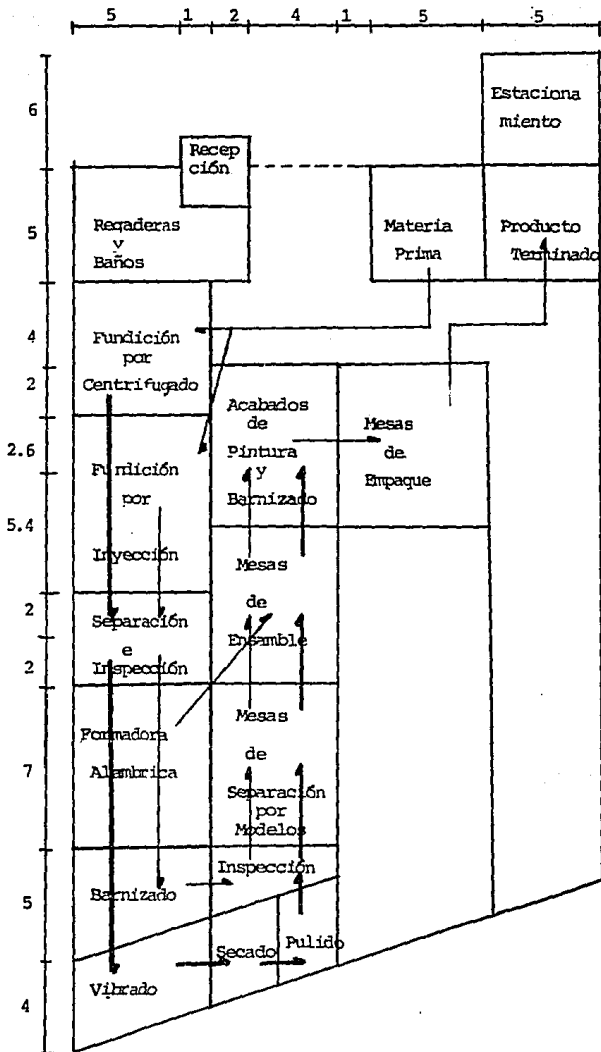 5 1 2 4 1 5 5
6
Estaciona
miento
Recep
ción
5
Regaderas
y
Baños
Materia
Prima
Producto
Terminado
4
Fundición
por
Centrifugado
2
Acabados
de
Pintura
y
Barnizado
Mesas
de
Empaque
2.6
Fundición
por
Inyección
5.4
Mesas
de
Ensamble
2
Separación
e
Inspección
2
Mesas
de
Separación
por
Modelos
Formadora
Alambrica
7
Inspección
Barnizado
5
Secado
Pulido
Vibrado
4